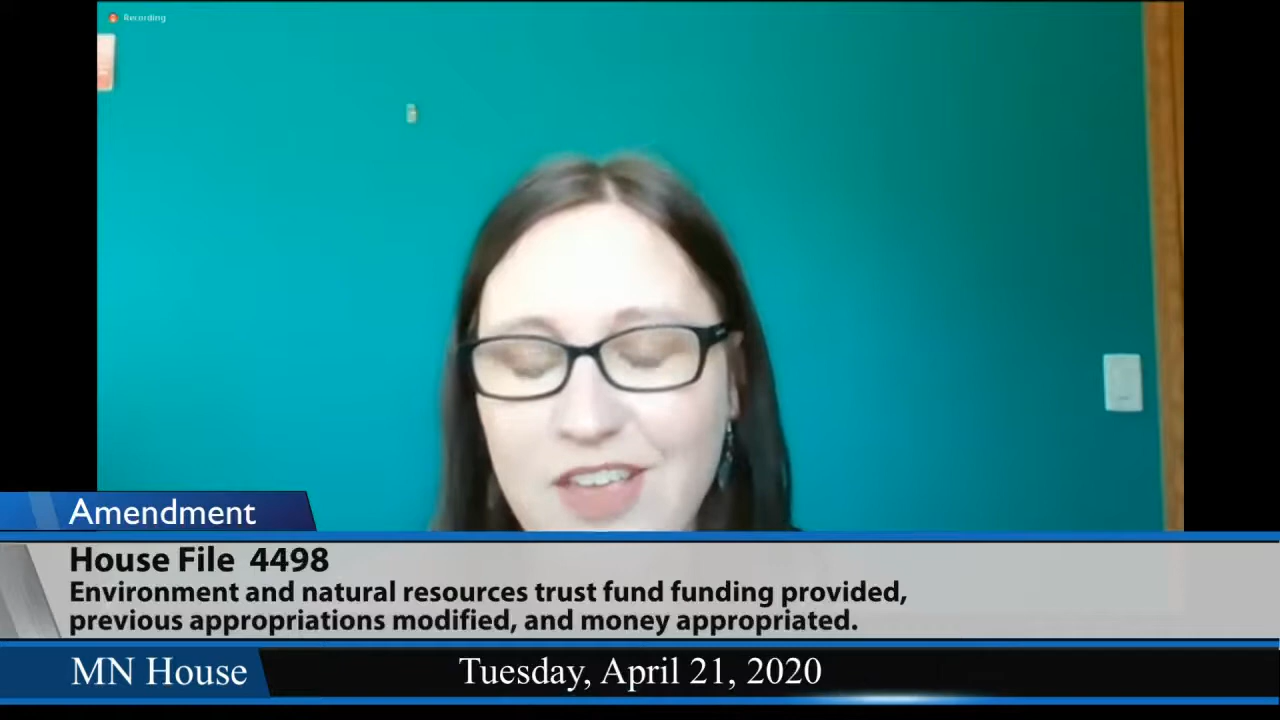 Recording
Amendment
House File 4498
Environment and natural resources trust fund funding provided,
previous appropriations modified, and money appropriated.
MN House
Tuesday, April 21, 2020